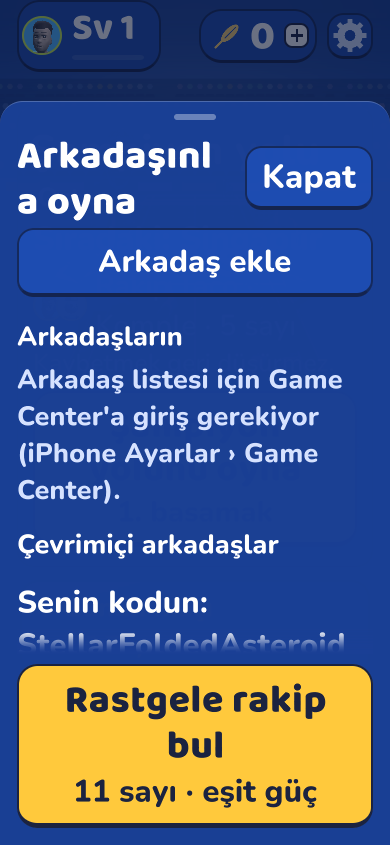 Sv 1
0
Arkadaşınl
a oyna
Kapat
Arkadaş ekle
Arkadaşların
Arkadaş listesi için Game
Center'a giriş gerekiyor
(iPhone Ayarlar › Game
Center).
Çevrimiçi arkadaşlar
Senin kodun:
StellarFoldedAsteroid
Rastgele rakip
bul
11 sayı · eşit güç